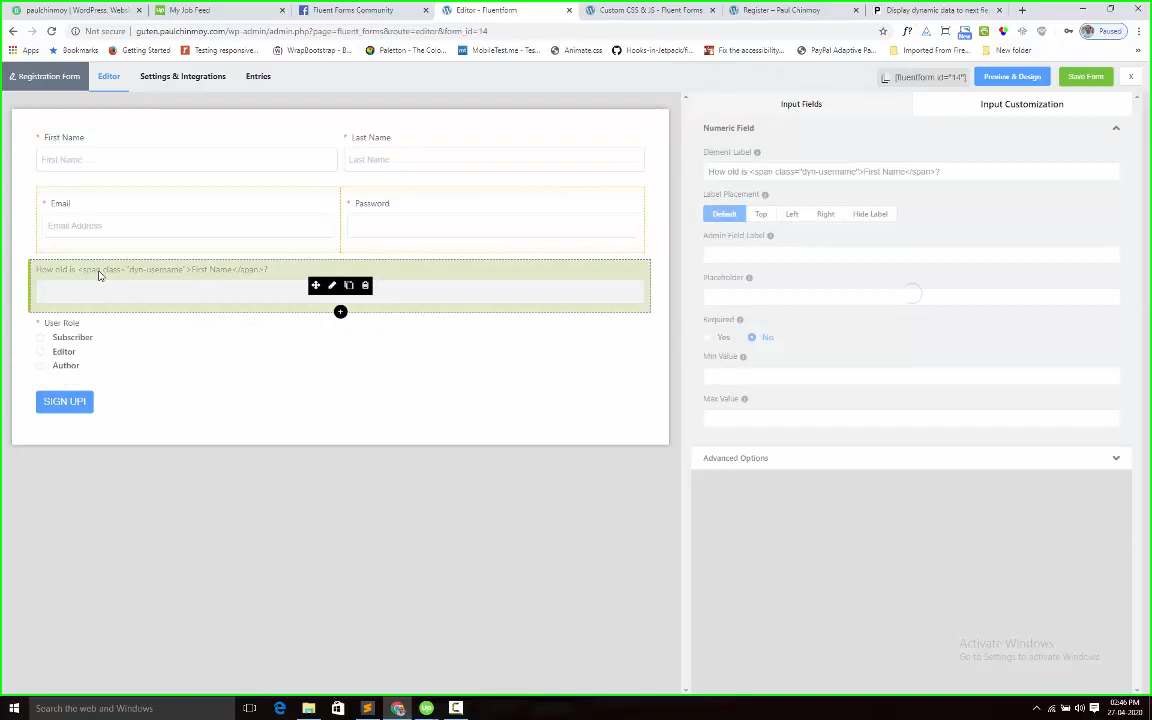 paulchinmoy | WordPress, Websi
My Job Feed
Fluent Forms Community
Editor - Fluentform
Custom CSS & JS - Fluent Forms
Register – Paul Chinmoy
Display dynamic data to next fie
Not secure | guten.paulchinmoy.com/wp-admin/admin.php?page=fluent_forms&route=editor&form_id=14
Paused
Apps
Bookmarks
Getting Started
Testing responsive...
WrapBootstrap - B...
Paletton - The Colo...
MobileTest.me - Tes...
Animate.css
Hooks-in-Jetpack/fi...
Fix the accessibility...
PayPal Adaptive Pa...
Imported From Fire...
New folder
Registration Form
Editor
Settings & Integrations
Entries
[fluentform id="14"]
Preview & Design
Save Form
X
Input Fields
Input Customization
* First Name
* Last Name
First Name
Last Name
* Email
* Password
Email Address
How old is <span class="dyn-username">First Name</span>?
* User Role
Subscriber
Editor
Author
SIGN UP!
Numeric Field
Element Label
How old is <span class="dyn-username">First Name</span>?
Label Placement
Default
Top
Left
Right
Hide Label
Admin Field Label
Placeholder
Required
Yes
No
Min Value
Max Value
Advanced Options
Activate Windows
Go to Settings to activate Windows.
Search the web and Windows
02:46 PM
27-04-2020